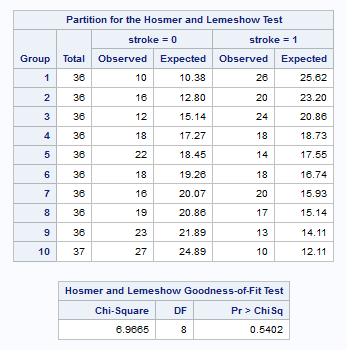 Partition for the Hosmer and Lemeshow Test
stroke = 0 stroke = 1
Group Total Observed Expected Observed Expected
1 36 10 10.38 26 25.62
2 36 16 12.80 20 23.20
3 36 12 15.14 24 20.86
4 36 18 17.27 18 18.73
5 36 22 18.45 14 17.55
6 36 18 19.26 18 16.74
7 36 16 20.07 20 15.93
8 36 19 20.86 17 15.14
9 36 23 21.89 13 14.11
10 37 27 24.89 10 12.11
Hosmer and Lemeshow Goodness-of-Fit Test
Chi-Square DF Pr > ChiSq
6.9665 8 0.5402